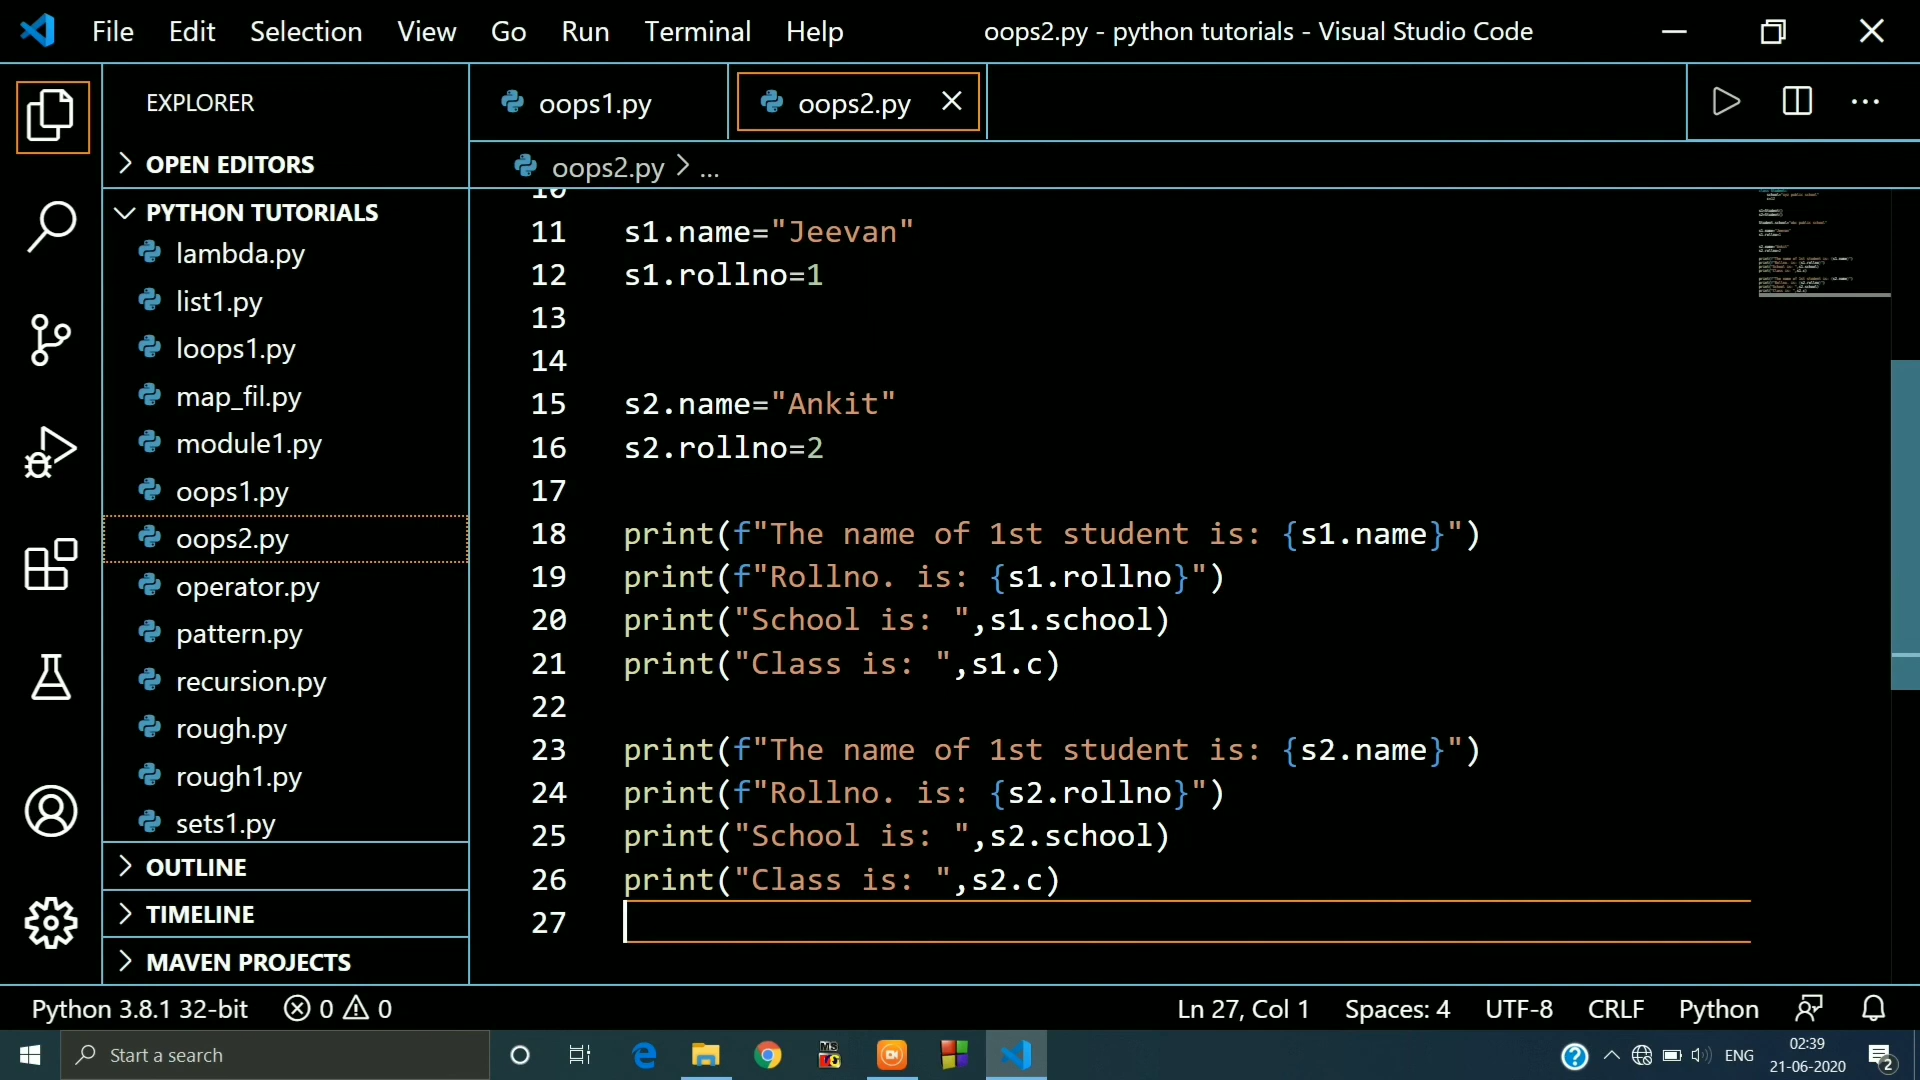 File Edit Selection View Go Run Terminal Help oops2.py - python tutorials - Visual Studio Code
EXPLORER
OPEN EDITORS
PYTHON TUTORIALS
lambda.py
list1.py
loops1.py
map_fil.py
module1.py
oops1.py
oops2.py
operator.py
pattern.py
recursion.py
rough.py
rough1.py
sets1.py
OUTLINE
TIMELINE
MAVEN PROJECTS
oops1.py oops2.py
oops2.py > ...
10
11 s1.name="Jeevan"
12 s1.rollno=1
13
14
15 s2.name="Ankit"
16 s2.rollno=2
17
18 print(f"The name of 1st student is: {s1.name}")
19 print(f"Rollno. is: {s1.rollno}")
20 print("School is: ",s1.school)
21 print("Class is: ",s1.c)
22
23 print(f"The name of 1st student is: {s2.name}")
24 print(f"Rollno. is: {s2.rollno}")
25 print("School is: ",s2.school)
26 print("Class is: ",s2.c)
27
Python 3.8.1 32-bit 0 0 Ln 27, Col 1 Spaces: 4 UTF-8 CRLF Python
Start a search
ENG
02:39
21-06-2020
2